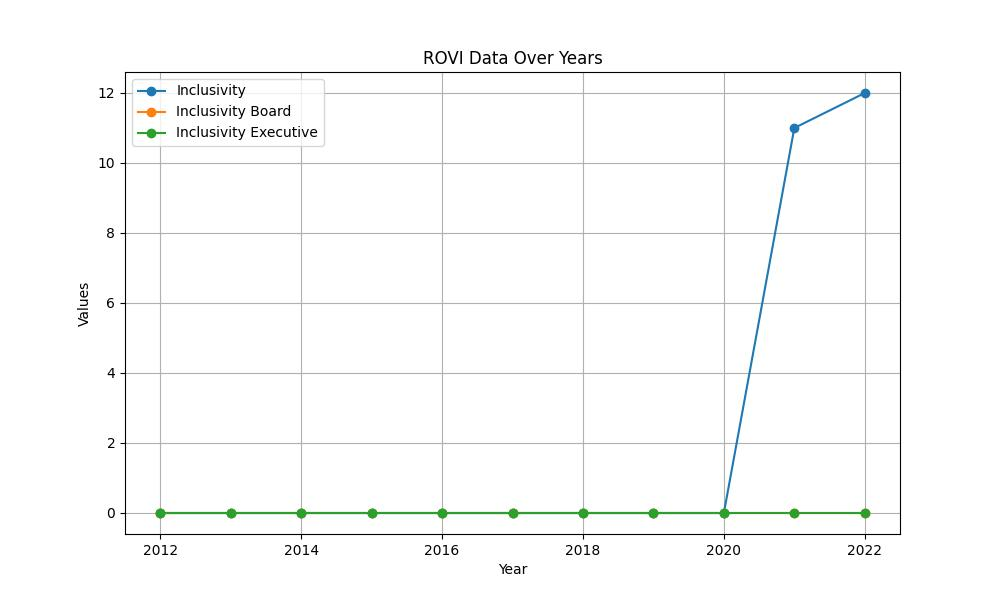 ROVI Data Over Years
Inclusivity
Inclusivity Board
Inclusivity Executive
12
10
8
6
4
2
0
Values
2012 2014 2016 2018 2020 2022
Year